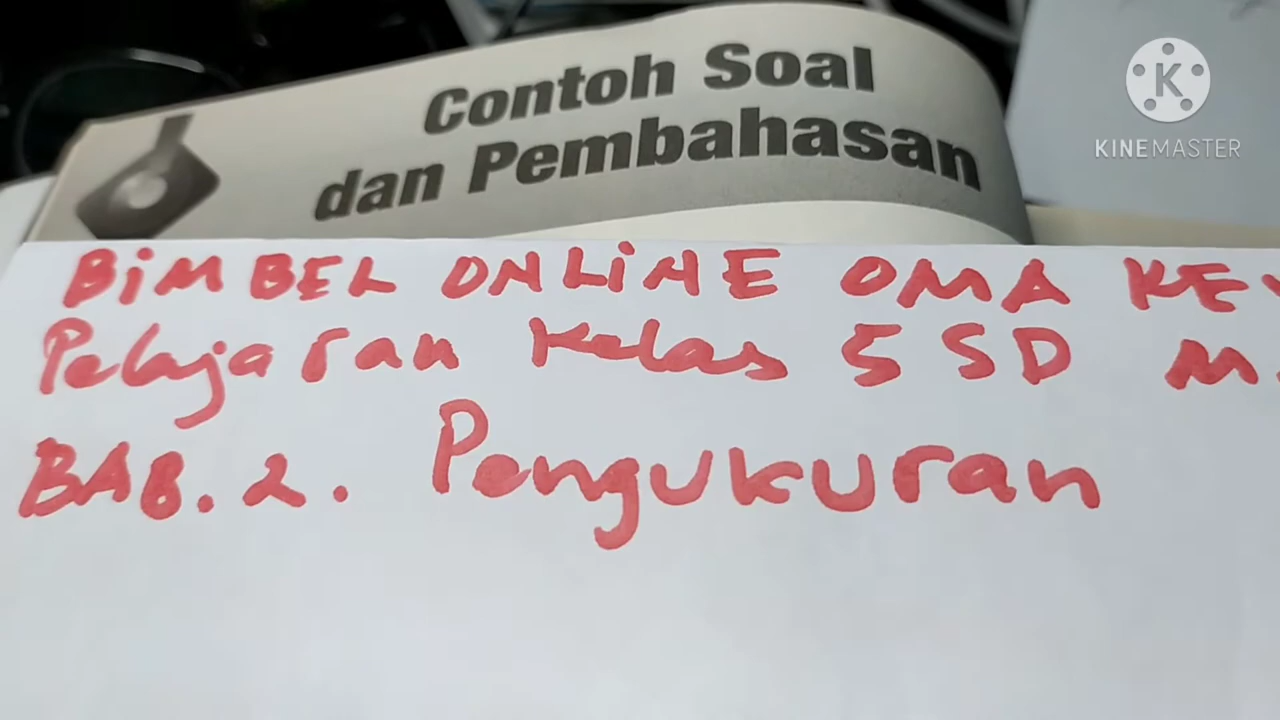 Contoh Soal
dan Pembahasan
KINEMASTER
BiMBEL ONLiNE OMA
Pelajaran Kelas 5 SD
BAB. 2. Pengukuran